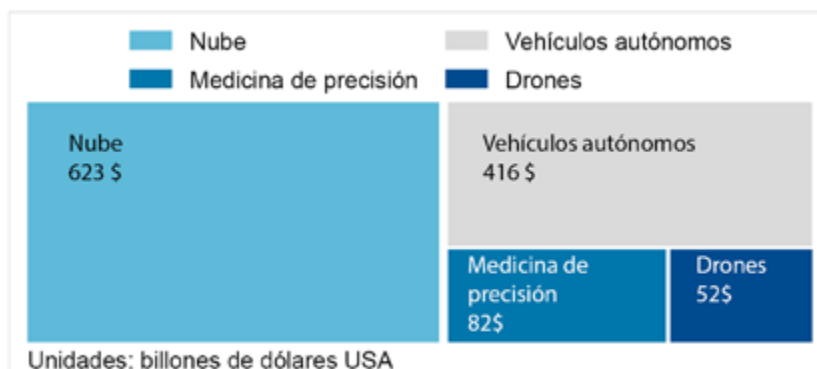 Nube
Vehículos autónomos
Medicina de precisión
Drones
Nube
623 $
Vehículos autónomos
416 $
Medicina de
precisión
82$
Drones
52$
Unidades: billones de dólares USA